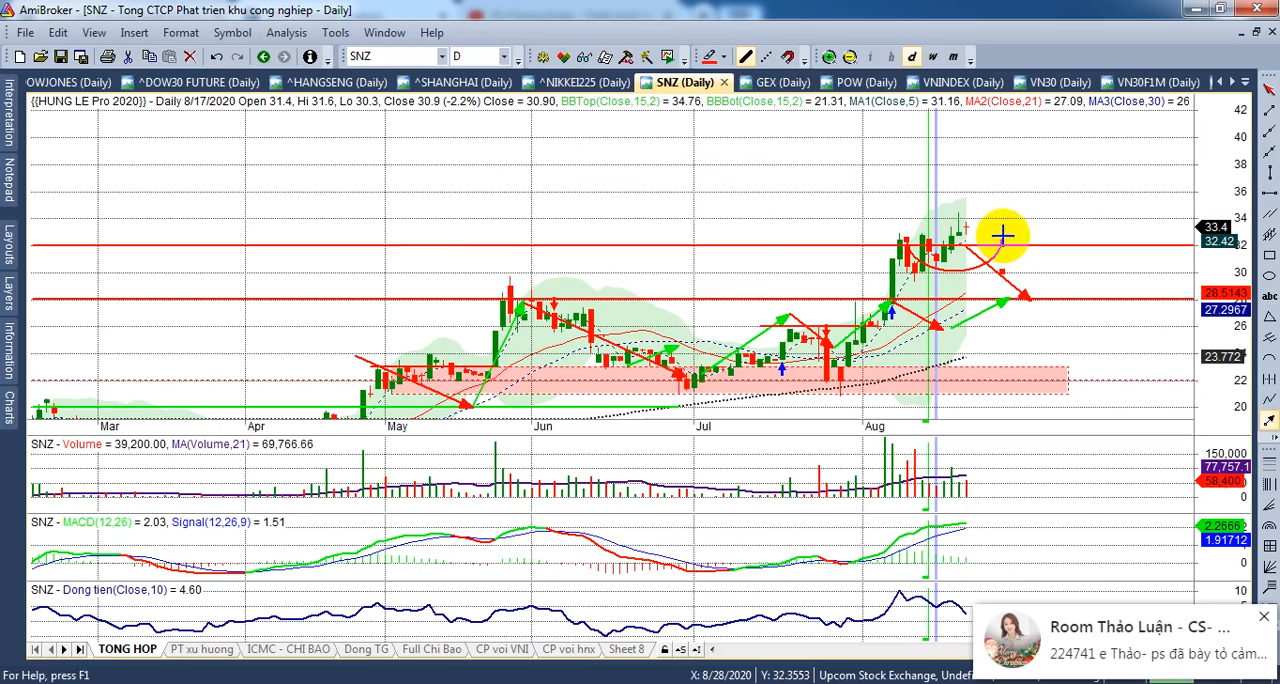 AmiBroker - [SNZ - Tong CTCP Phat trien khu cong nghiep - Daily]
File Edit View Insert Format Symbol Analysis Tools Window Help
SNZ D i h d w m
OWJONES (Daily) ^DOW30 FUTURE (Daily) ^HANGSENG (Daily) ^SHANGHAI (Daily) ^NIKKEI225 (Daily) SNZ (Daily) GEX (Daily) POW (Daily) VNINDEX (Daily) VN30 (Daily) VN30F1M (Daily)
{{HUNG LE Pro 2020}} - Daily 8/17/2020 Open 31.4, Hi 31.8, Lo 30.3, Close 30.9 (-2.2%) Close = 30.90, BBTop(Close,15,2) = 34.76, BBBot(Close,15,2) = 21.31, MA1(Close,5) = 31.16, MA2(Close,21) = 27.09, MA3(Close,30) = 26
Interpretation
Notepad
Layouts
Layers
Information
Charts
42
40
38
36
34
33.4
32.42
32
30
28.5143
27.2967
26
24
23.772
22
20
Mar Apr May Jun Jul Aug
SNZ - Volume = 39,200.00, MA(Volume,21) = 69,766.66
150,000
77,757.1
58,400
0
SNZ - MACD(12,26) = 2.03, Signal(12,26,9) = 1.51
2.2666
1.91712
0
SNZ - Dong tien(Close,10) = 4.60
10
5
TONG HOP PT xu huong ICMC - CHI BAO Dong TG Full Chi Bao CP voi VNI CP voi hnx Sheet 8
Room Thảo Luận - CS- ...
224741 e Thảo- ps đã bày tỏ cảm...
abc
For Help, press F1 X: 8/28/2020 Y: 32.3553 Upcom Stock Exchange, Undef